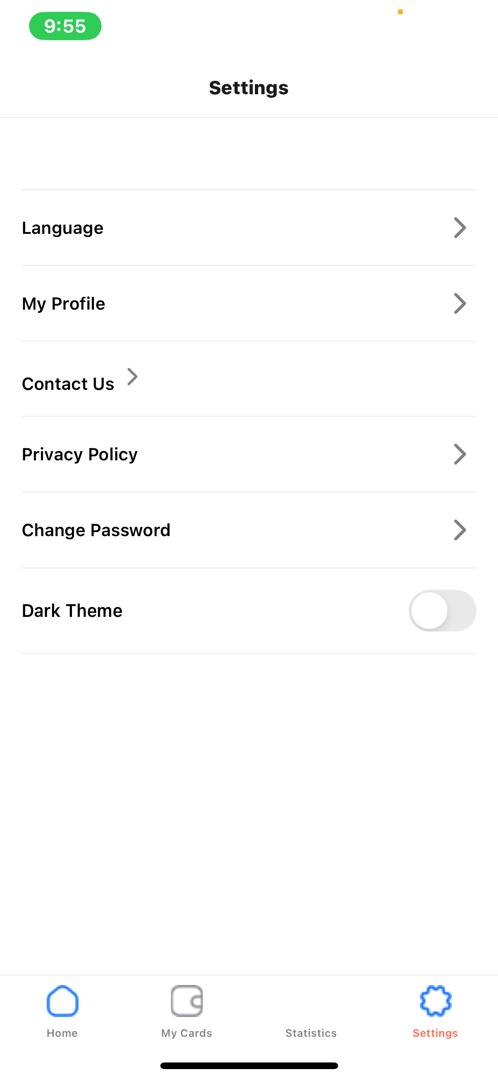 9:55
Settings
Language
My Profile
Contact Us
Privacy Policy
Change Password
Dark Theme
Home
My Cards
Statistics
Settings